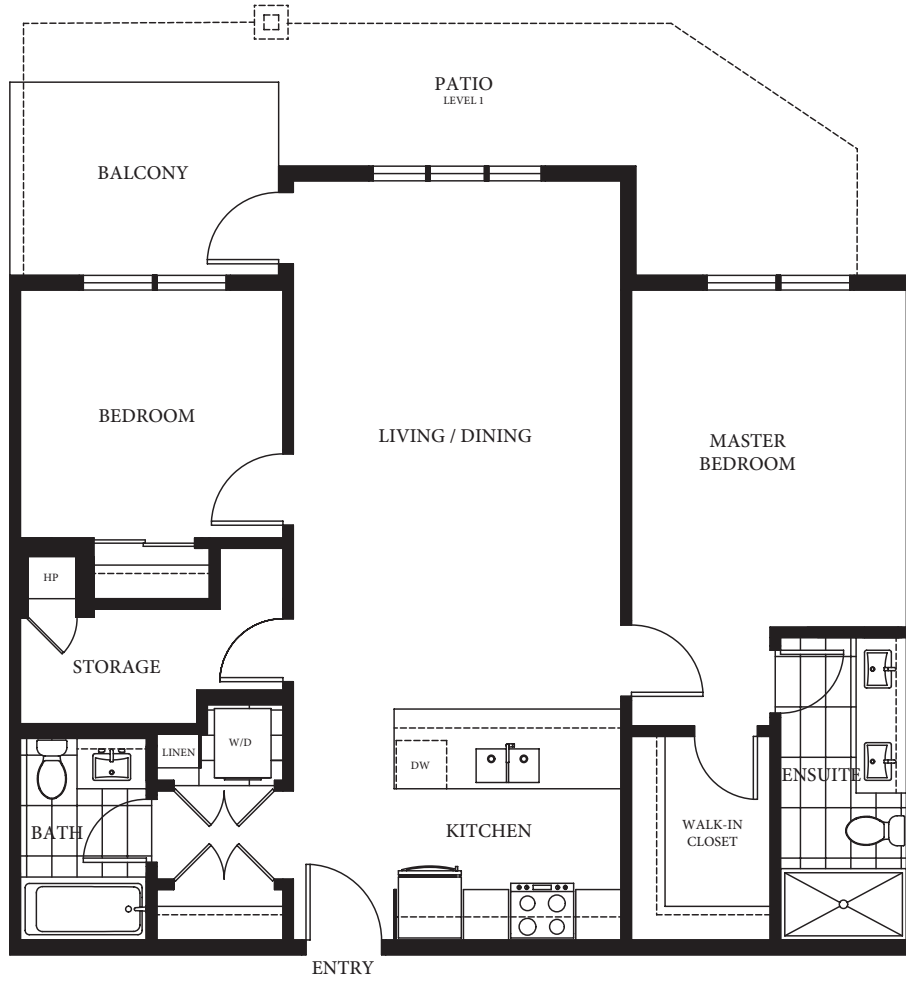 PATIO
LEVEL 1
BALCONY
BEDROOM
LIVING / DINING
MASTER
BEDROOM
HP
STORAGE
LINEN
W/D
DW
ENSUITE
BATH
KITCHEN
WALK-IN
CLOSET
ENTRY